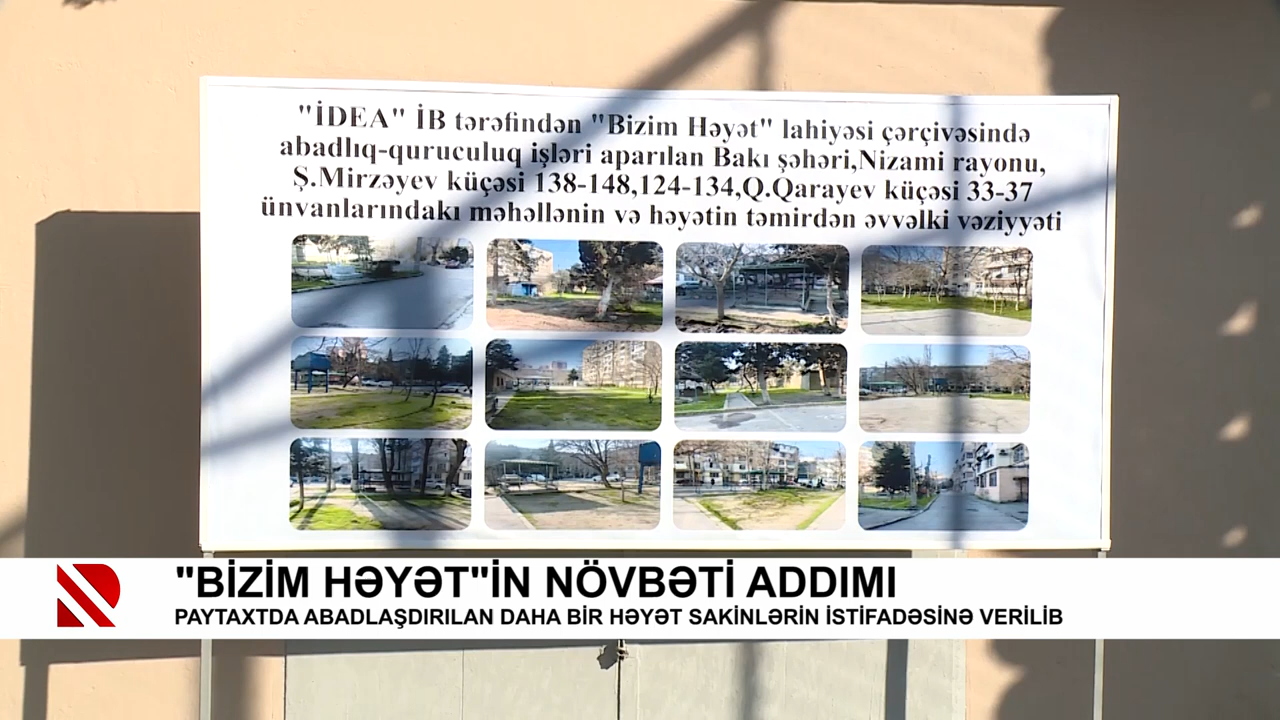 "İDEA" İB tərəfindən "Bizim Həyət" lahiyəsi çərçivəsində
abadlıq-quruculuq işləri aparılan Bakı şəhəri,Nizami rayonu,
Ş.Mirzəyev küçəsi 138-148,124-134,Q.Qarayev küçəsi 33-37
ünvanlarındakı məhəllənin və həyətin təmirdən əvvəlki vəziyyəti
"BİZİM HƏYƏT"İN NÖVBƏTİ ADDIMI
PAYTAXTDA ABADLAŞDIRILAN DAHA BİR HƏYƏT SAKİNLƏRİN İSTİFADƏSİNƏ VERİLİB